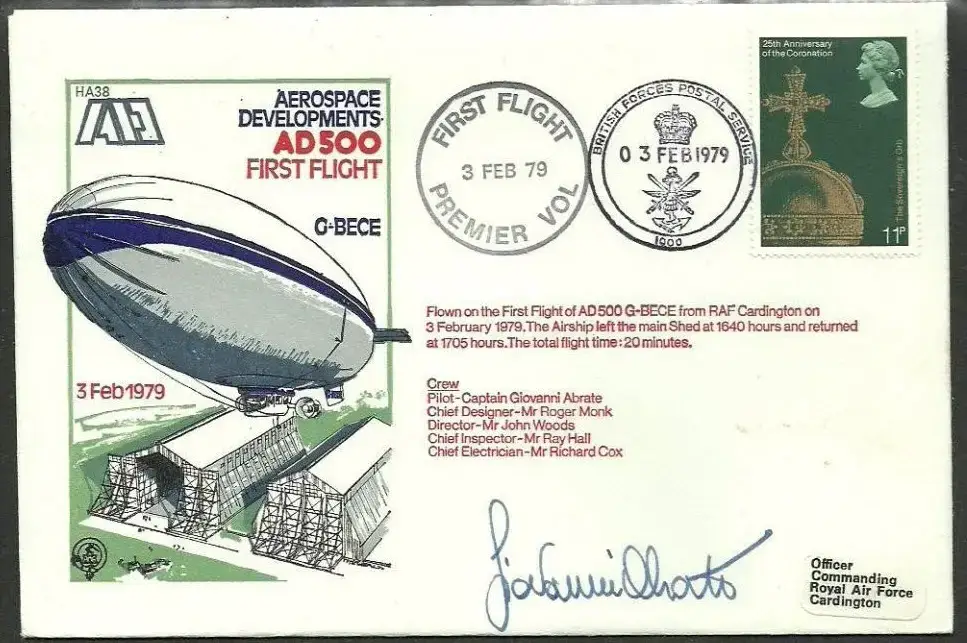 HA38
AD
AEROSPACE
DEVELOPMENTS
AD500
FIRST FLIGHT
G-BECE
3 Feb 1979
FIRST FLIGHT
3 FEB 79
PREMIER VOL
BRITISH FORCES POSTAL SERVICE
03 FEB 1979
1900
25th Anniversary
of the Coronation
The Sovereign's Orb
11P
Flown on the First Flight of AD500 G-BECE from RAF Cardington on
3 February 1979. The Airship left the main Shed at 1640 hours and returned
at 1705 hours. The total flight time: 20 minutes.
Crew
Pilot-Captain Giovanni Abrate
Chief Designer-Mr Roger Monk
Director-Mr John Woods
Chief Inspector-Mr Ray Hall
Chief Electrician-Mr Richard Cox
Giovanni Abrate
Officer
Commanding
Royal Air Force
Cardington